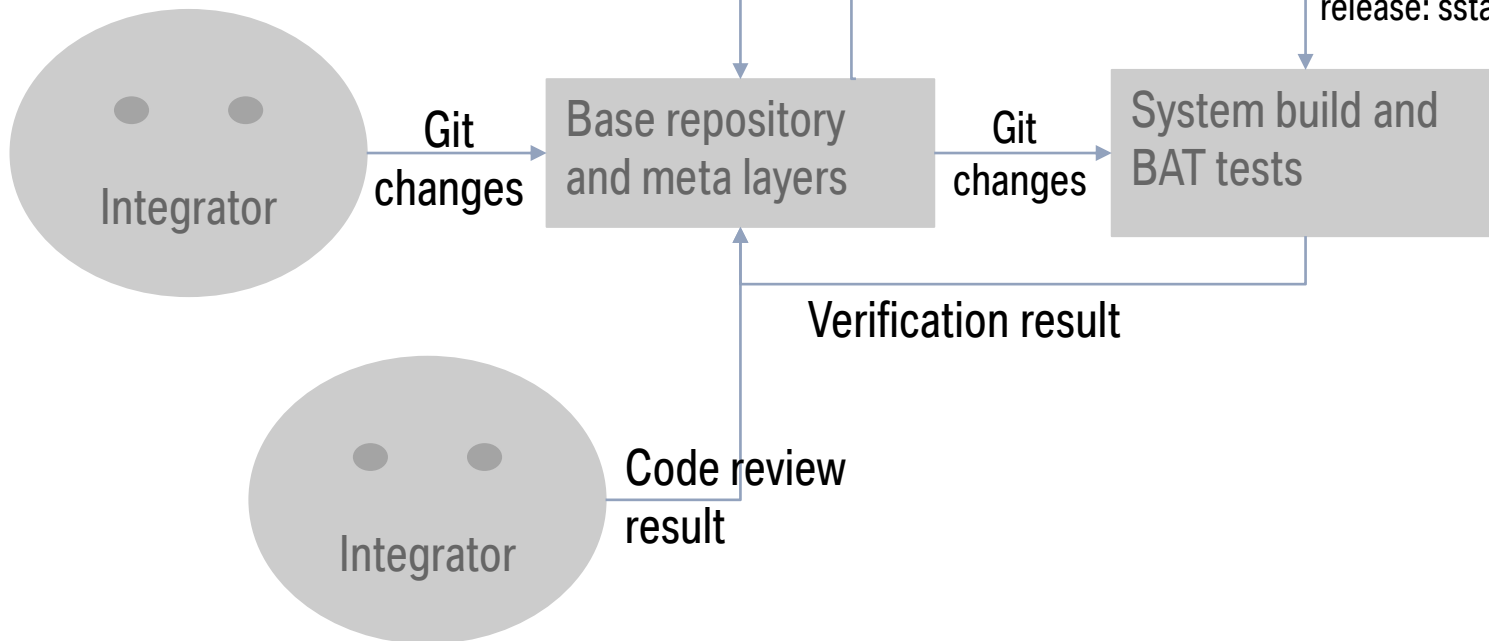 release:
Git
changes
Base repository
and meta layers
Git
changes
System build and
BAT tests
Integrator
Verification result
Code review
result
Integrator